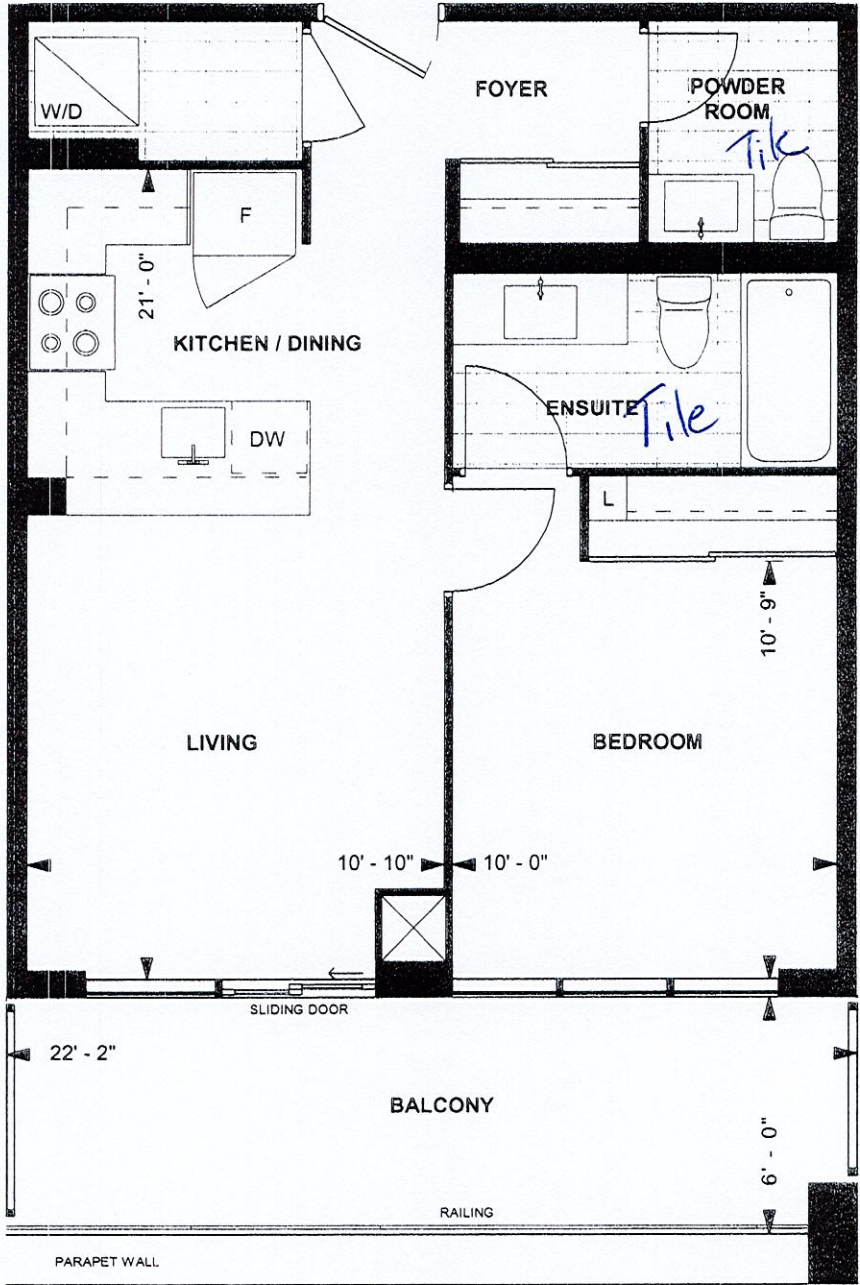 W/D
FOYER
POWDER
ROOM
Tile
F
21' - 0"
KITCHEN / DINING
DW
ENSUITE
Tile
L
10' - 9"
LIVING
BEDROOM
10' - 10"
10' - 0"
SLIDING DOOR
22' - 2"
BALCONY
6' - 0"
RAILING
PARAPET WALL